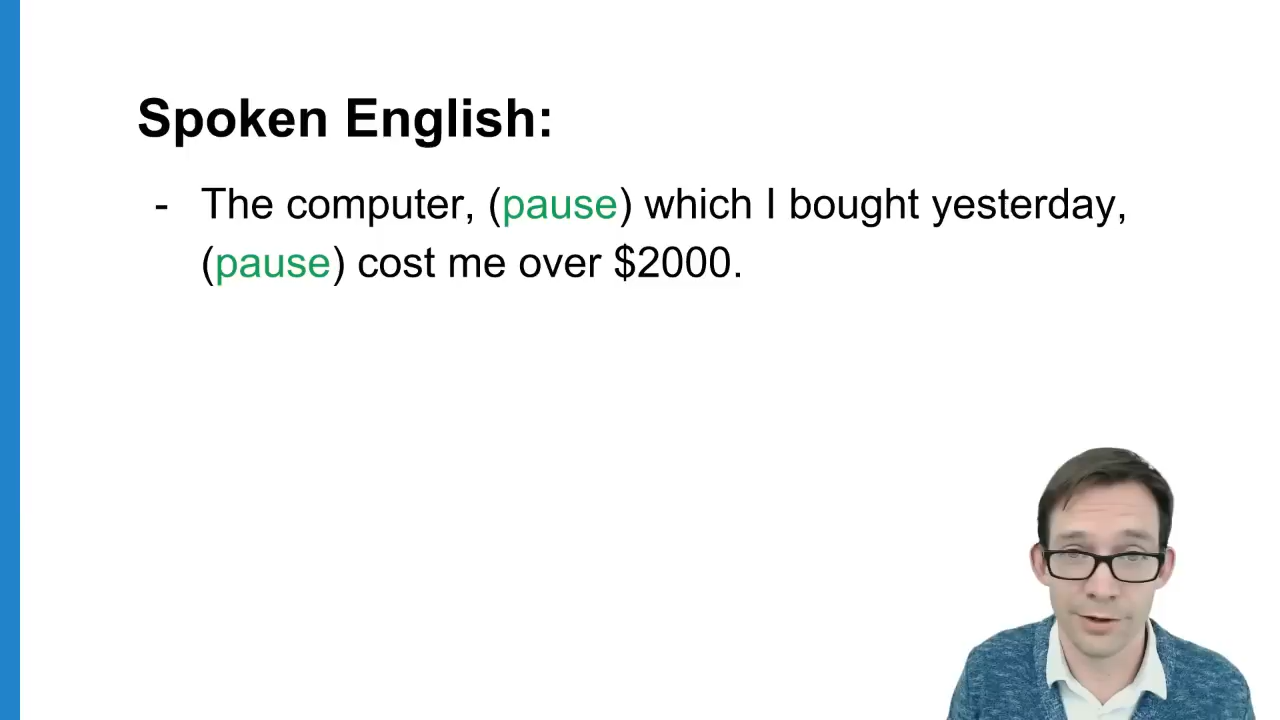 Spoken English:
- The computer, (pause) which I bought yesterday,
(pause) cost me over $2000.